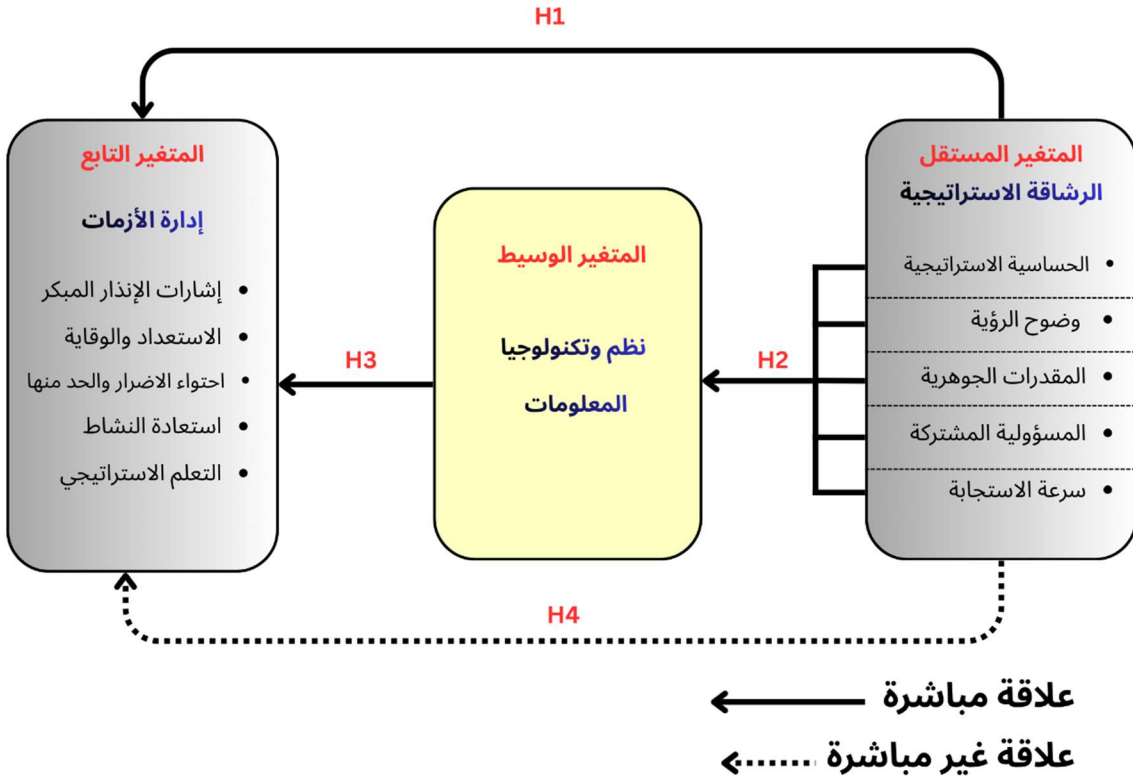 H1
المتغير المستقل
الرشاقة الاستراتيجية
الحساسية الاستراتيجية
وضوح الرؤية
المقدرات الجوهرية
المسؤولية المشتركة
سرعة الاستجابة
H2
المتغير الوسيط
نظم وتكنولوجيا
المعلومات
H3
المتغير التابع
إدارة الأزمات
إشارات الإنذار المبكر
الاستعداد والوقاية
احتواء الاضرار والحد منها
استعادة النشاط
التعلم الاستراتيجي
H4
علاقة مباشرة
علاقة غير مباشرة